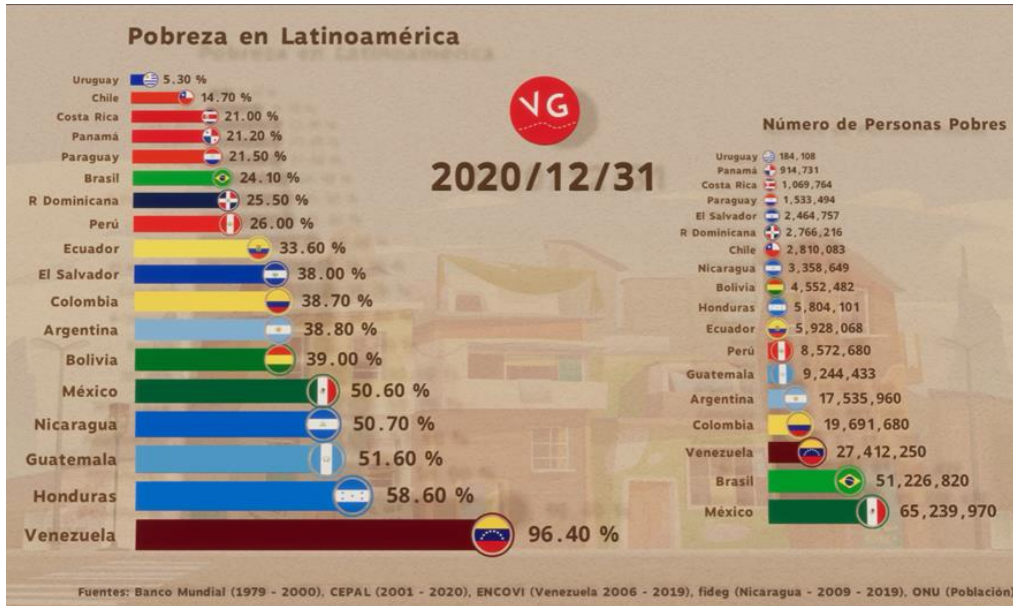 Pobreza en Latinoamérica
Uruguay 5.30 %
Chile 14.70 %
Costa Rica 21.00 %
Panamá 21.20 %
Paraguay 21.50 %
Brasil 24.10 %
R Dominicana 25.50 %
Perú 26.00 %
Ecuador 33.60 %
El Salvador 38.00 %
Colombia 38.70 %
Argentina 38.80 %
Bolivia 39.00 %
México 50.60 %
Nicaragua 50.70 %
Guatemala 51.60 %
Honduras 58.60 %
Venezuela 96.40 %
VG
2020/12/31
Número de Personas Pobres
Uruguay 184,108
Panamá 914,731
Costa Rica 1,069,764
Paraguay 1,533,494
El Salvador 2,464,757
R Dominicana 2,766,216
Chile 2,810,083
Nicaragua 3,358,649
Bolivia 4,552,482
Honduras 5,804,101
Ecuador 5,928,068
Perú 8,572,680
Guatemala 9,244,433
Argentina 17,535,960
Colombia 19,691,680
Venezuela 27,412,250
Brasil 51,226,820
México 65,239,970
Fuentes: Banco Mundial (1979 - 2000), CEPAL (2001 - 2020), ENCOVI (Venezuela 2006 - 2019), fideg (Nicaragua - 2009 - 2019), ONU (Población)